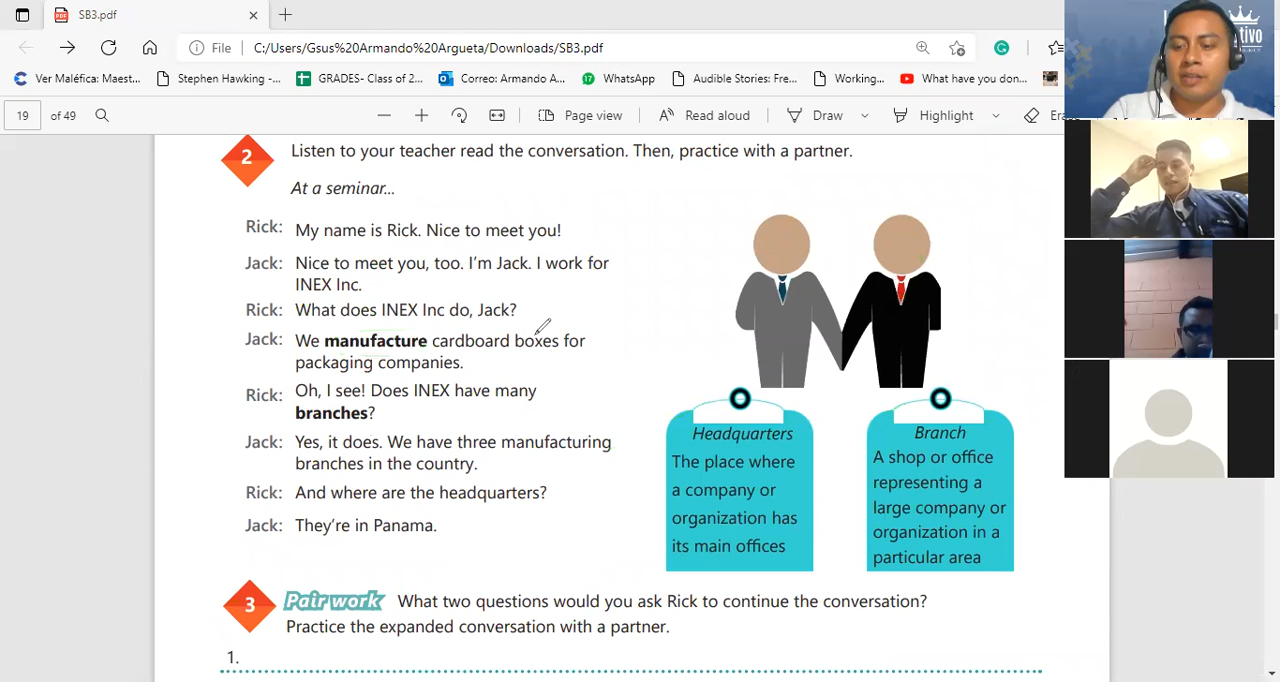 SB3.pdf
File
C:/Users/Gsus%20Armando%20Argueta/Downloads/SB3.pdf
Ver Maléfica: Maest...
Stephen Hawking -...
GRADES- Class of 2...
Correo: Armando A...
WhatsApp
Audible Stories: Fre...
Working...
What have you don...
19 of 49
Page view
Read aloud
Draw
Highlight
tivo
2
Listen to your teacher read the conversation. Then, practice with a partner.
At a seminar...
Rick: My name is Rick. Nice to meet you!
Jack: Nice to meet you, too. I'm Jack. I work for
INEX Inc.
Rick: What does INEX Inc do, Jack?
Jack: We manufacture cardboard boxes for
packaging companies.
Rick: Oh, I see! Does INEX have many
branches?
Jack: Yes, it does. We have three manufacturing
branches in the country.
Rick: And where are the headquarters?
Jack: They're in Panama.
Headquarters
The place where
a company or
organization has
its main offices
Branch
A shop or office
representing a
large company or
organization in a
particular area
3
Pair work What two questions would you ask Rick to continue the conversation?
Practice the expanded conversation with a partner.
1.